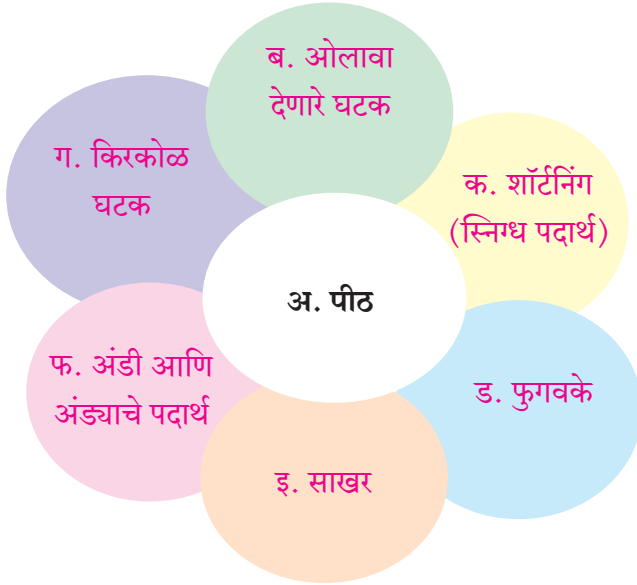 ब. ओलावा
देणारे घटक
ग. किरकोळ
घटक
क. शॉर्टनिंग
(स्निग्ध पदार्थ)
अ. पीठ
फ. अंडी आणि
अंड्याचे पदार्थ
ड. फुगवके
इ. साखर